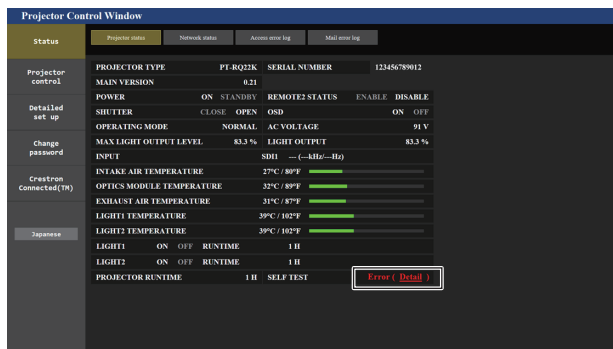 Projector Control Window
Status
Projector status Network status Access error log Mail error log
PROJECTOR TYPE PT-RQ22K SERIAL NUMBER 123456789012
Projector control
MAIN VERSION 0.21
POWER ON STANDBY REMOTE2 STATUS ENABLE DISABLE
Detailed set up
SHUTTER CLOSE OPEN OSD ON OFF
OPERATING MODE NORMAL AC VOLTAGE 91 V
Change password
MAX LIGHT OUTPUT LEVEL 83.3 % LIGHT OUTPUT 83.3 %
INPUT SDI1 --- (---kHz/---Hz)
INTAKE AIR TEMPERATURE 27°C / 80°F
Crestron Connected(TM)
OPTICS MODULE TEMPERATURE 32°C / 89°F
EXHAUST AIR TEMPERATURE 31°C / 87°F
LIGHT1 TEMPERATURE 39°C / 102°F
Japanese
LIGHT2 TEMPERATURE 39°C / 102°F
LIGHT1 ON OFF RUNTIME 1 H
LIGHT2 ON OFF RUNTIME 1 H
PROJECTOR RUNTIME 1 H SELF TEST Error ( Detail )